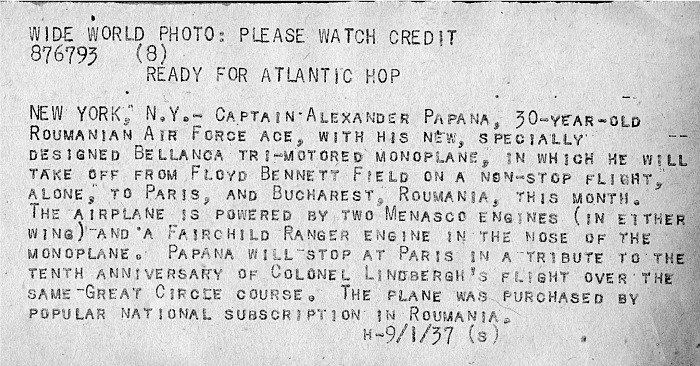 WIDE WORLD PHOTO: PLEASE WATCH CREDIT
876793 (8)
READY FOR ATLANTIC HOP
NEW YORK, N.Y.- CAPTAIN ALEXANDER PAPANA, 30-YEAR-OLD
ROUMANIAN AIR FORCE ACE, WITH HIS NEW, SPECIALLY
DESIGNED BELLANCA TRI-MOTORED MONOPLANE, IN WHICH HE WILL
TAKE OFF FROM FLOYD BENNETT FIELD ON A NON-STOP FLIGHT,
ALONE, TO PARIS, AND BUCHAREST, ROUMANIA, THIS MONTH.
THE AIRPLANE IS POWERED BY TWO MENASCO ENGINES (IN EITHER
WING) AND A FAIRCHILD RANGER ENGINE IN THE NOSE OF THE
MONOPLANE. PAPANA WILL STOP AT PARIS IN A TRIBUTE TO THE
TENTH ANNIVERSARY OF COLONEL LINDBERGH'S FLIGHT OVER THE
SAME GREAT CIRCLE COURSE. THE PLANE WAS PURCHASED BY
POPULAR NATIONAL SUBSCRIPTION IN ROUMANIA.
H-9/1/37 (S)